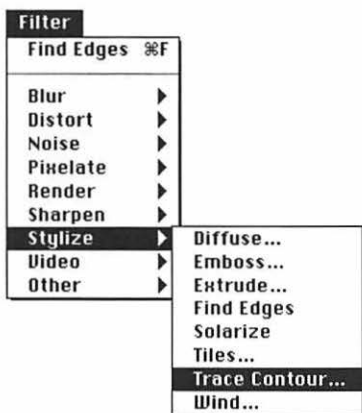 Filter
Find Edges ⌘F
Blur
Distort
Noise
Pixelate
Render
Sharpen
Stylize
Video
Other
Diffuse...
Emboss...
Extrude...
Find Edges
Solarize
Tiles...
Trace Contour...
Wind...